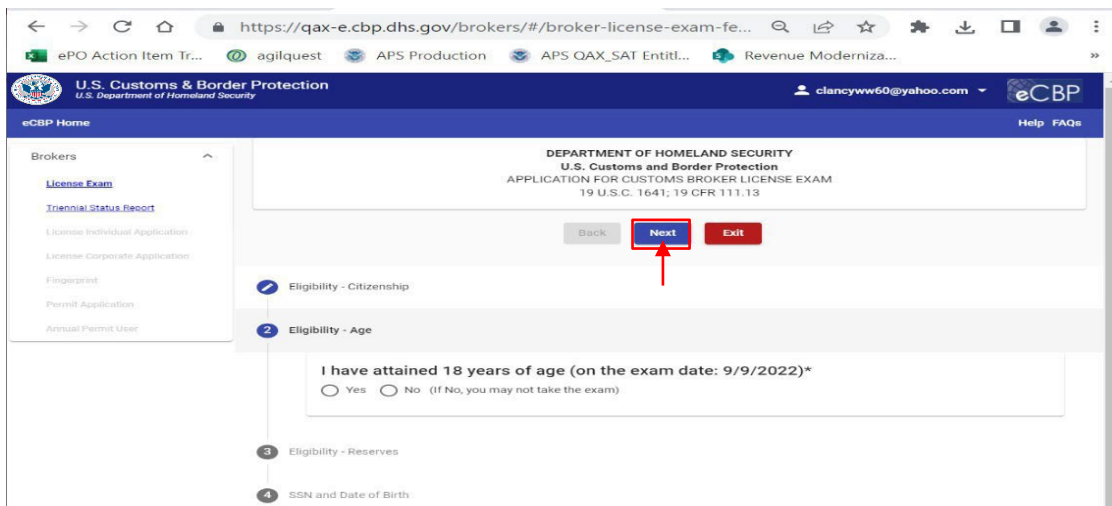 https://qax-e.cbp.dhs.gov/brokers/#/broker-license-exam-fe...
ePO Action Item Tr... agilquest APS Production APS QAX_SAT Entitl... Revenue Moderniza... »
U.S. Customs & Border Protection
U.S. Department of Homeland Security
clancyww60@yahoo.com
eCBP
eCBP Home
Help FAQs
Brokers
License Exam
Triennial Status Report
License Individual Application
License Corporate Application
Fingerprint
Permit Application
Annual Permit User
DEPARTMENT OF HOMELAND SECURITY
U.S. Customs and Border Protection
APPLICATION FOR CUSTOMS BROKER LICENSE EXAM
19 U.S.C. 1641; 19 CFR 111.13
Back Next Exit
Eligibility - Citizenship
2 Eligibility - Age
I have attained 18 years of age (on the exam date: 9/9/2022)*
Yes No (If No, you may not take the exam)
3 Eligibility - Reserves
4 SSN and Date of Birth